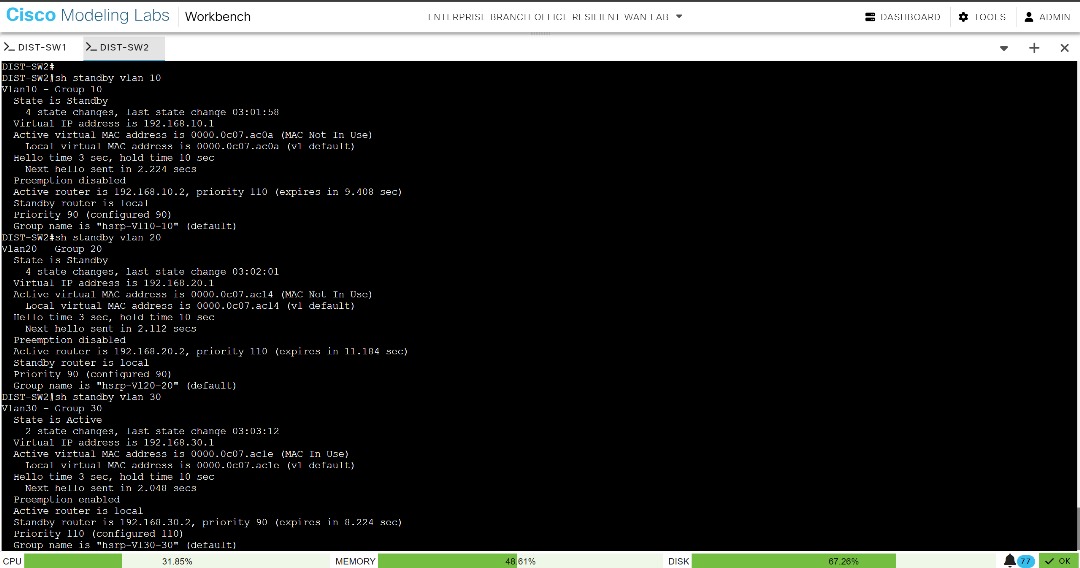 Cisco Modeling Labs Workbench ENTERPRISE BRANCH OFFICE RESILIENT WAN LAB DASHBOARD TOOLS ADMIN
DIST-SW1 DIST-SW2
DIST-SW2#
DIST-SW2#sh standby vlan 10
Vlan10 - Group 10
State is Standby
4 state changes, last state change 03:01:58
Virtual IP address is 192.168.10.1
Active virtual MAC address is 0000.0c07.ac0a (MAC Not In Use)
Local virtual MAC address is 0000.0c07.ac0a (v1 default)
Hello time 3 sec, hold time 10 sec
Next hello sent in 2.224 secs
Preemption disabled
Active router is 192.168.10.2, priority 110 (expires in 9.408 sec)
Standby router is local
Priority 90 (configured 90)
Group name is "hsrp-Vl10-10" (default)
DIST-SW2#sh standby vlan 20
Vlan20 - Group 20
State is Standby
4 state changes, last state change 03:02:01
Virtual IP address is 192.168.20.1
Active virtual MAC address is 0000.0c07.ac14 (MAC Not In Use)
Local virtual MAC address is 0000.0c07.ac14 (v1 default)
Hello time 3 sec, hold time 10 sec
Next hello sent in 2.112 secs
Preemption disabled
Active router is 192.168.20.2, priority 110 (expires in 11.184 sec)
Standby router is local
Priority 90 (configured 90)
Group name is "hsrp-Vl20-20" (default)
DIST-SW2#sh standby vlan 30
Vlan30 - Group 30
State is Active
2 state changes, last state change 03:03:12
Virtual IP address is 192.168.30.1
Active virtual MAC address is 0000.0c07.ac1e (MAC In Use)
Local virtual MAC address is 0000.0c07.ac1e (v1 default)
Hello time 3 sec, hold time 10 sec
Next hello sent in 2.048 secs
Preemption enabled
Active router is local
Standby router is 192.168.30.2, priority 90 (expires in 8.224 sec)
Priority 110 (configured 110)
Group name is "hsrp-Vl30-30" (default)
CPU 31.85% MEMORY 48.61% DISK 67.26% 77 OK